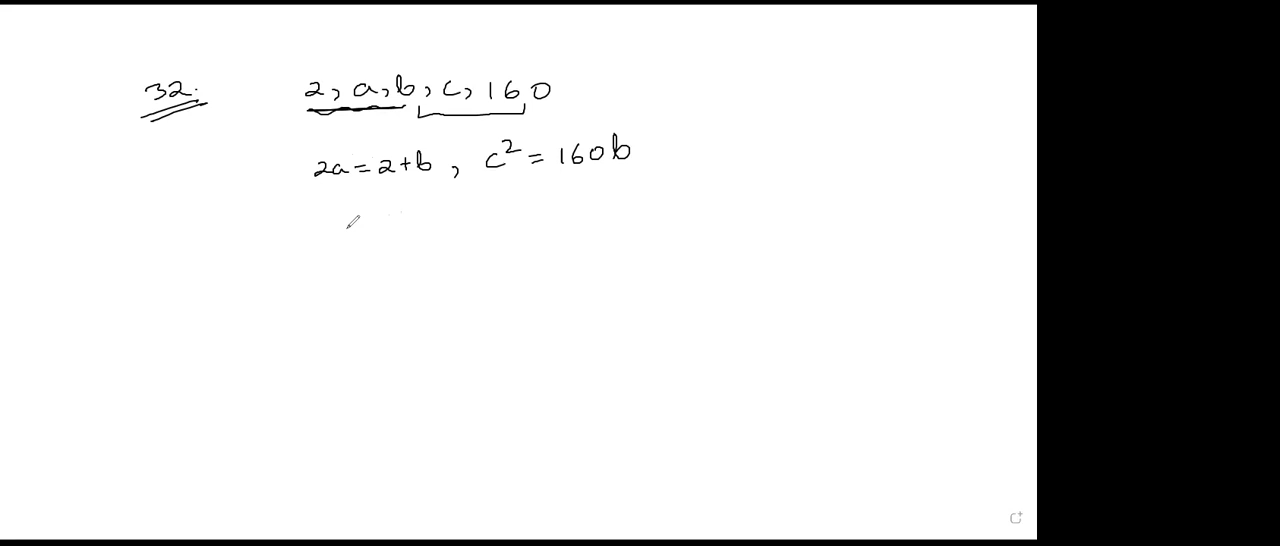 32. 2, a, b, c, 160
2a = 2 + b, c² = 160b